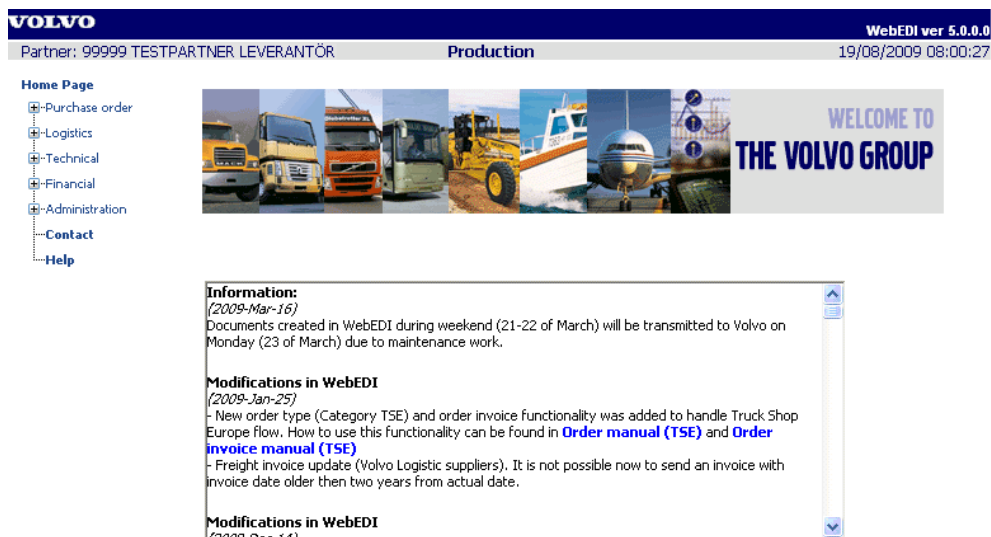 VOLVO
WebEDI ver 5.0.0.0
Partner: 99999 TESTPARTNER LEVERANTÖR Production 19/08/2009 08:00:27
Home Page
Purchase order
Logistics
Technical
Financial
Administration
Contact
Help
WELCOME TO
THE VOLVO GROUP
MACK
Globetrotter XL
Information:
(2009-Mar-16)
Documents created in WebEDI during weekend (21-22 of March) will be transmitted to Volvo on
Monday (23 of March) due to maintenance work.
Modifications in WebEDI
(2009-Jan-25)
- New order type (Category TSE) and order invoice functionality was added to handle Truck Shop
Europe flow. How to use this functionality can be found in Order manual (TSE) and Order
invoice manual (TSE)
- Freight invoice update (Volvo Logistic suppliers). It is not possible now to send an invoice with
invoice date older then two years from actual date.
Modifications in WebEDI